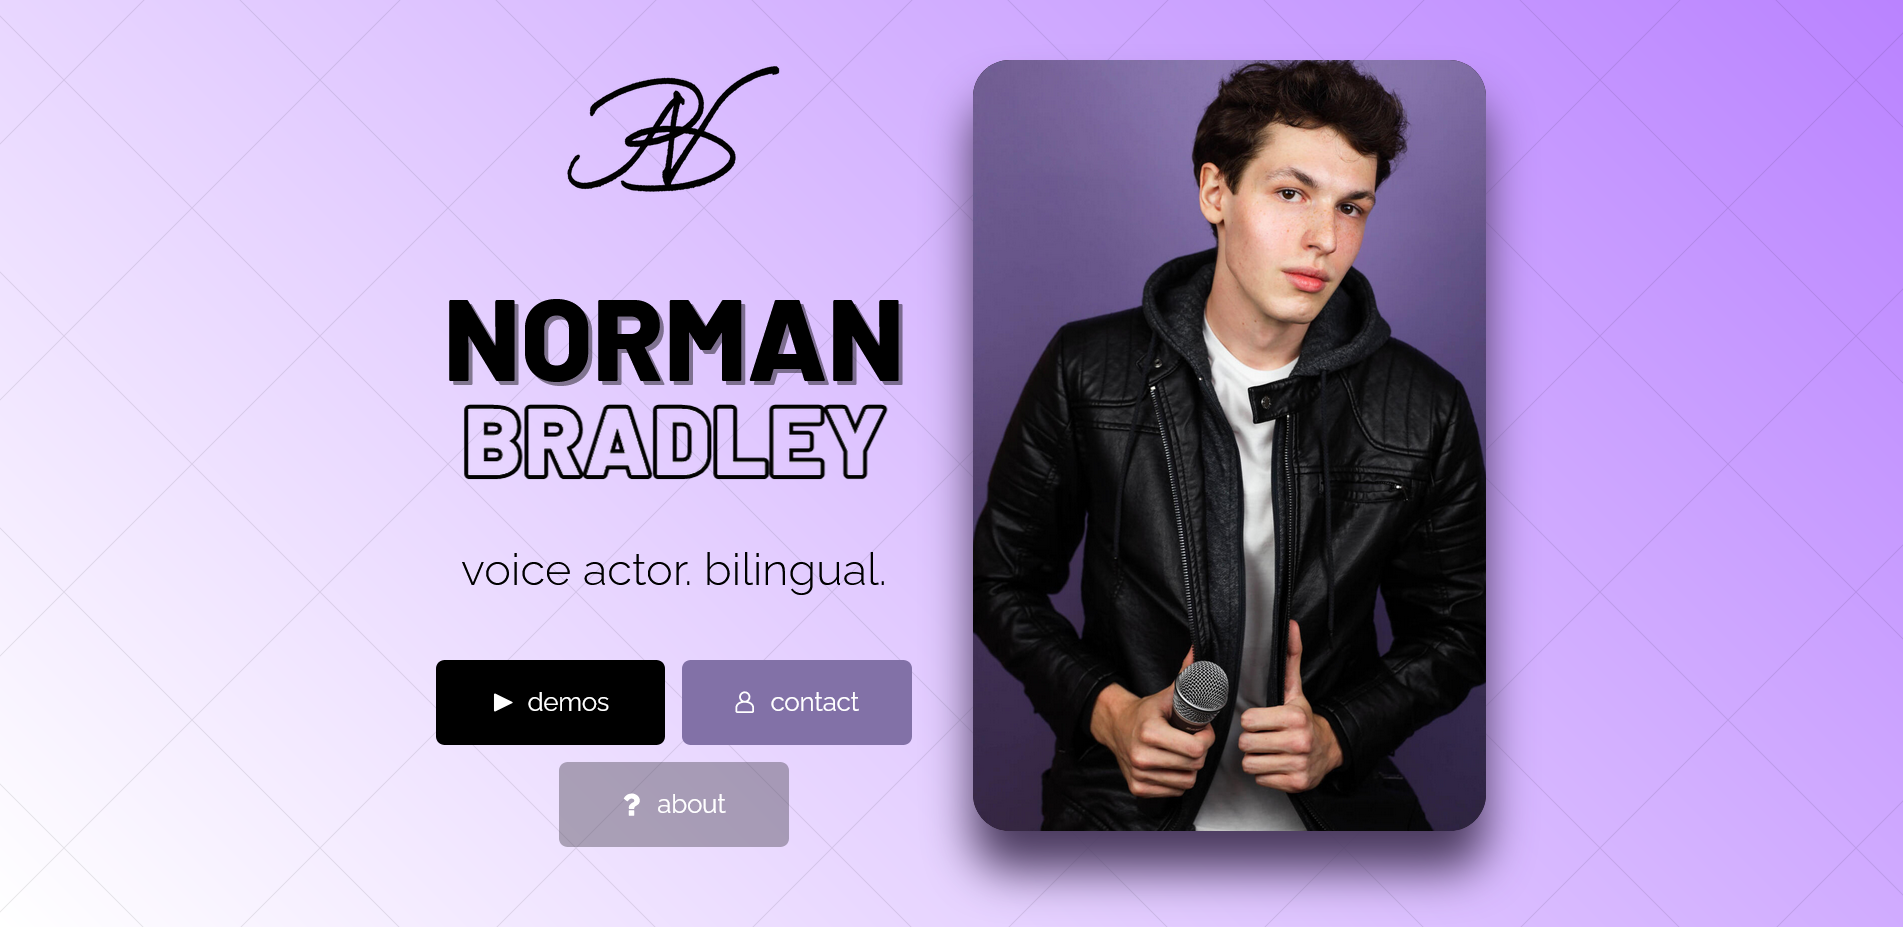 NORMAN
BRADLEY
voice actor. bilingual.
demos
contact
about